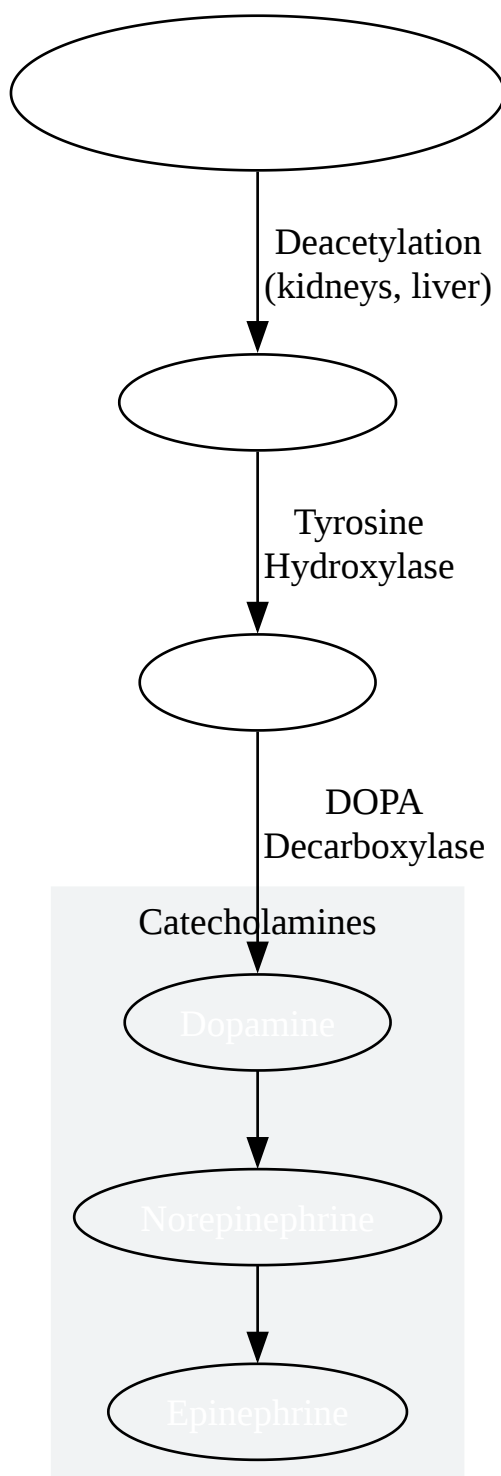 Deacetylation
(kidneys, liver)
Tyrosine
Hydroxylase
DOPA
Decarboxylase
Catecholamines
Dopamine
Norepinephrine
Epinephrine